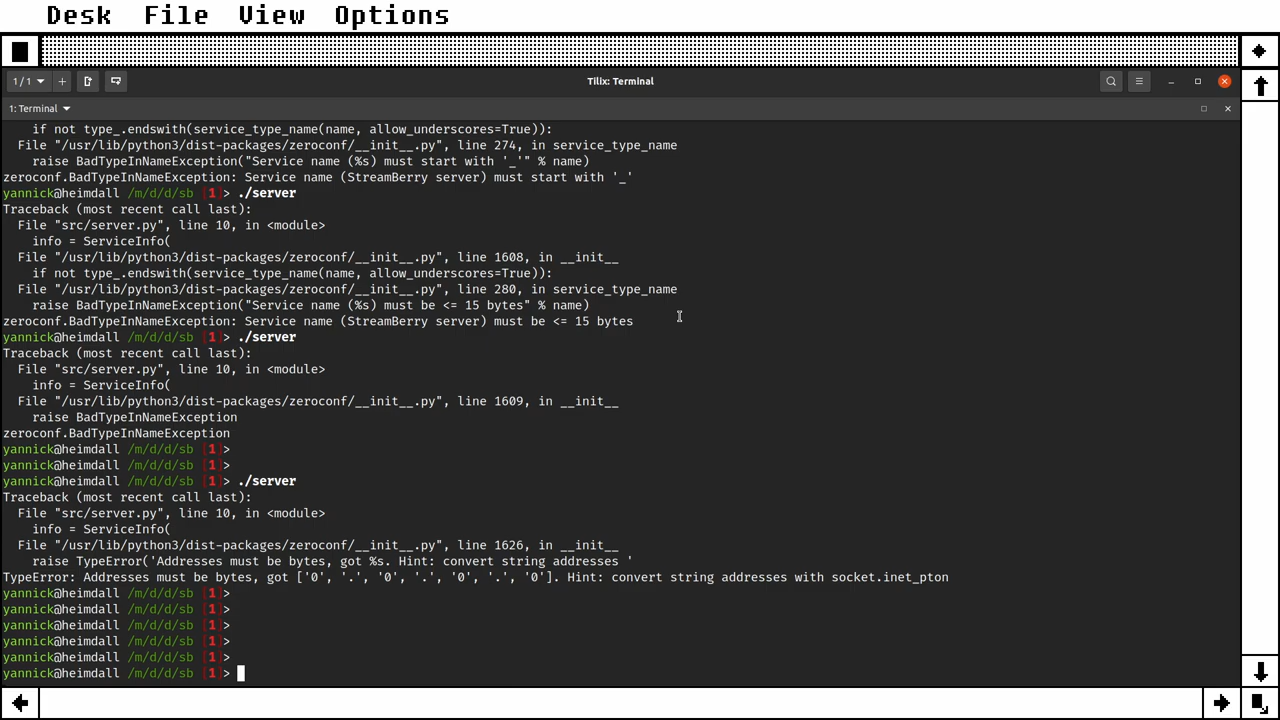 Desk File View Options
1/1
Tilix: Terminal
1: Terminal
if not type_.endswith(service_type_name(name, allow_underscores=True)):
File "/usr/lib/python3/dist-packages/zeroconf/__init__.py", line 274, in service_type_name
raise BadTypeInNameException("Service name (%s) must start with '_'" % name)
zeroconf.BadTypeInNameException: Service name (StreamBerry server) must start with '_'
yannick@heimdall /m/d/d/sb [1]> ./server
Traceback (most recent call last):
File "src/server.py", line 10, in <module>
info = ServiceInfo(
File "/usr/lib/python3/dist-packages/zeroconf/__init__.py", line 1608, in __init__
if not type_.endswith(service_type_name(name, allow_underscores=True)):
File "/usr/lib/python3/dist-packages/zeroconf/__init__.py", line 280, in service_type_name
raise BadTypeInNameException("Service name (%s) must be <= 15 bytes" % name)
zeroconf.BadTypeInNameException: Service name (StreamBerry server) must be <= 15 bytes
yannick@heimdall /m/d/d/sb [1]> ./server
Traceback (most recent call last):
File "src/server.py", line 10, in <module>
info = ServiceInfo(
File "/usr/lib/python3/dist-packages/zeroconf/__init__.py", line 1609, in __init__
raise BadTypeInNameException
zeroconf.BadTypeInNameException
yannick@heimdall /m/d/d/sb [1]>
yannick@heimdall /m/d/d/sb [1]>
yannick@heimdall /m/d/d/sb [1]> ./server
Traceback (most recent call last):
File "src/server.py", line 10, in <module>
info = ServiceInfo(
File "/usr/lib/python3/dist-packages/zeroconf/__init__.py", line 1626, in __init__
raise TypeError('Addresses must be bytes, got %s. Hint: convert string addresses '
TypeError: Addresses must be bytes, got ['0', '.', '0', '.', '0', '.', '0']. Hint: convert string addresses with socket.inet_pton
yannick@heimdall /m/d/d/sb [1]>
yannick@heimdall /m/d/d/sb [1]>
yannick@heimdall /m/d/d/sb [1]>
yannick@heimdall /m/d/d/sb [1]>
yannick@heimdall /m/d/d/sb [1]>
yannick@heimdall /m/d/d/sb [1]>